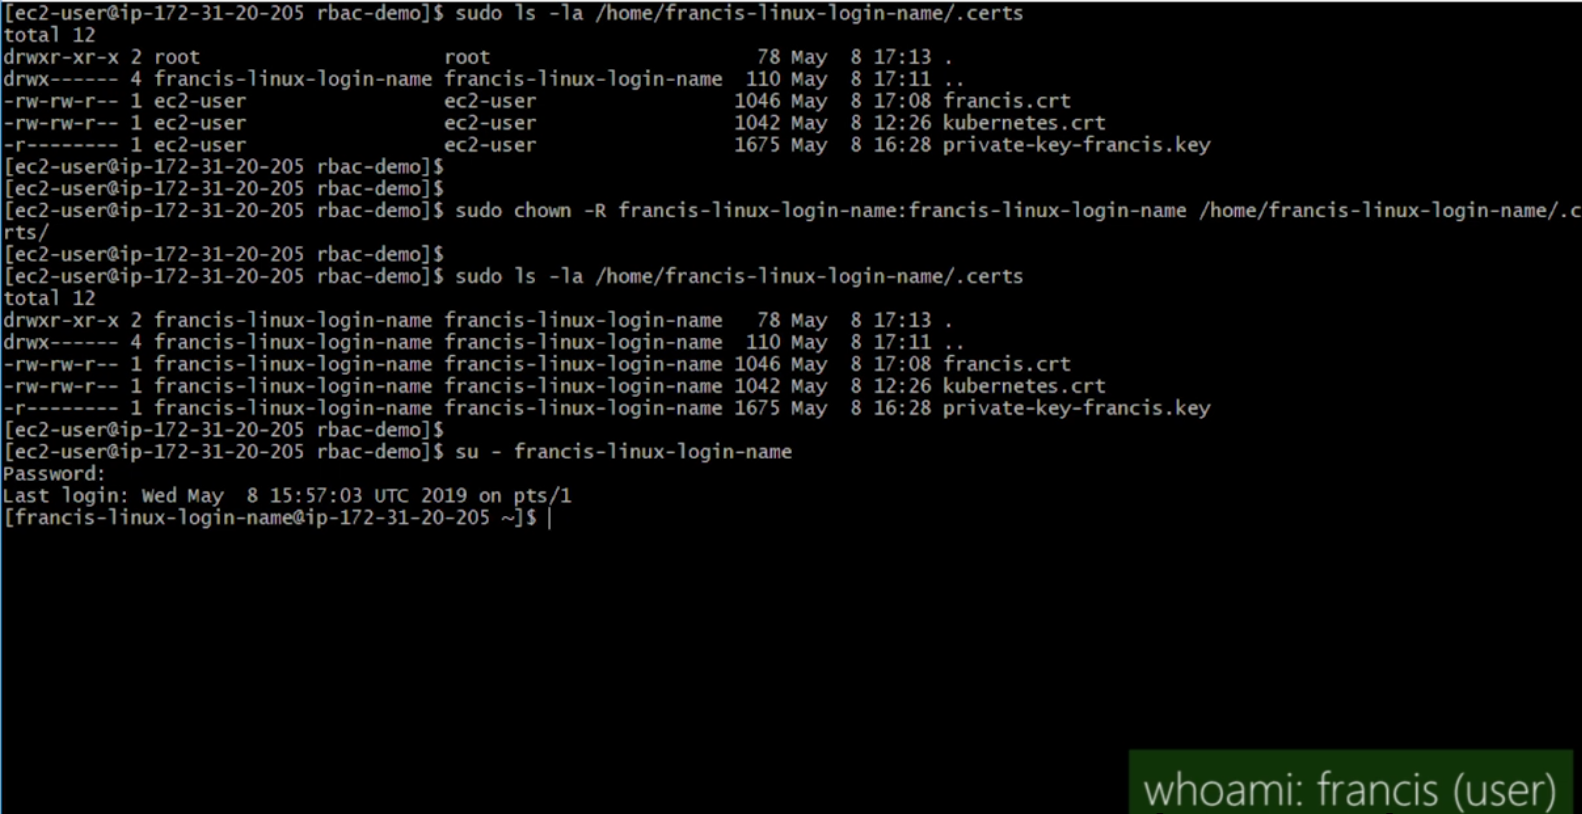 [ec2-user@ip-172-31-20-205 rbac-demo]$ sudo ls -la /home/francis-linux-login-name/.certs
total 12
drwxr-xr-x 2 root                     root                       78 May  8 17:13 .
drwx------ 4 francis-linux-login-name francis-linux-login-name  110 May  8 17:11 ..
-rw-rw-r-- 1 ec2-user                 ec2-user                 1046 May  8 17:08 francis.crt
-rw-rw-r-- 1 ec2-user                 ec2-user                 1042 May  8 12:26 kubernetes.crt
-r-------- 1 ec2-user                 ec2-user                 1675 May  8 16:28 private-key-francis.key
[ec2-user@ip-172-31-20-205 rbac-demo]$
[ec2-user@ip-172-31-20-205 rbac-demo]$
[ec2-user@ip-172-31-20-205 rbac-demo]$ sudo chown -R francis-linux-login-name:francis-linux-login-name /home/francis-linux-login-name/.c
rts/
[ec2-user@ip-172-31-20-205 rbac-demo]$
[ec2-user@ip-172-31-20-205 rbac-demo]$ sudo ls -la /home/francis-linux-login-name/.certs
total 12
drwxr-xr-x 2 francis-linux-login-name francis-linux-login-name   78 May  8 17:13 .
drwx------ 4 francis-linux-login-name francis-linux-login-name  110 May  8 17:11 ..
-rw-rw-r-- 1 francis-linux-login-name francis-linux-login-name 1046 May  8 17:08 francis.crt
-rw-rw-r-- 1 francis-linux-login-name francis-linux-login-name 1042 May  8 12:26 kubernetes.crt
-r-------- 1 francis-linux-login-name francis-linux-login-name 1675 May  8 16:28 private-key-francis.key
[ec2-user@ip-172-31-20-205 rbac-demo]$
[ec2-user@ip-172-31-20-205 rbac-demo]$ su - francis-linux-login-name
Password:
Last login: Wed May  8 15:57:03 UTC 2019 on pts/1
[francis-linux-login-name@ip-172-31-20-205 ~]$
whoami: francis (user)